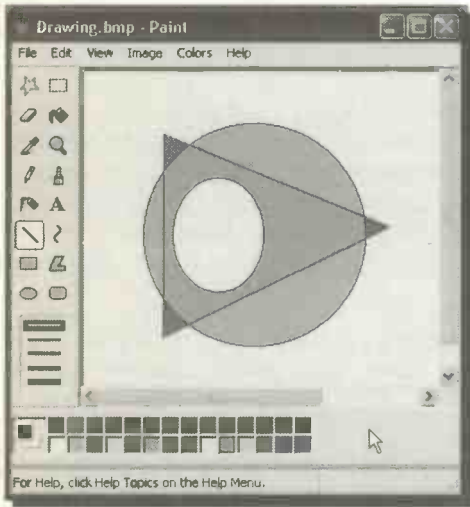 Drawing.bmp - Paint
File Edit View Image Colors Help
A
For Help, click Help Topics on the Help Menu.